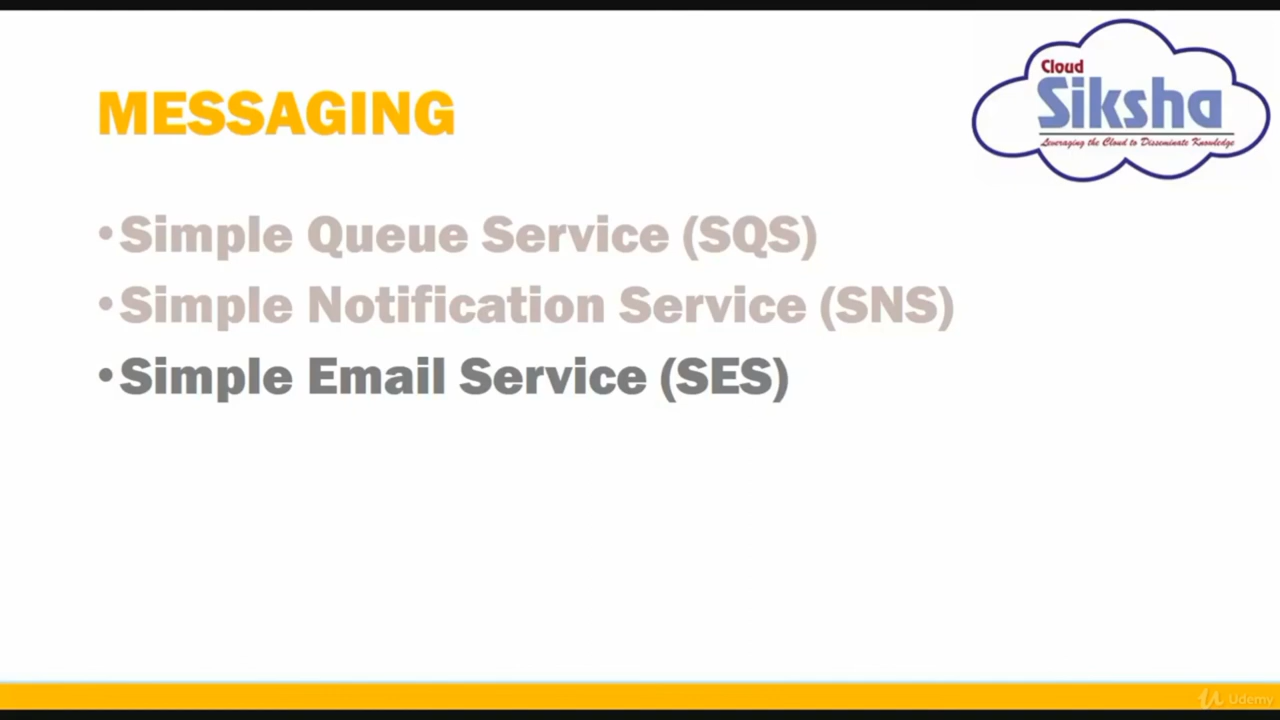 Cloud
Siksha
Leveraging the Cloud to Disseminate Knowledge
MESSAGING
•Simple Queue Service (SQS)
•Simple Notification Service (SNS)
•Simple Email Service (SES)
Udemy